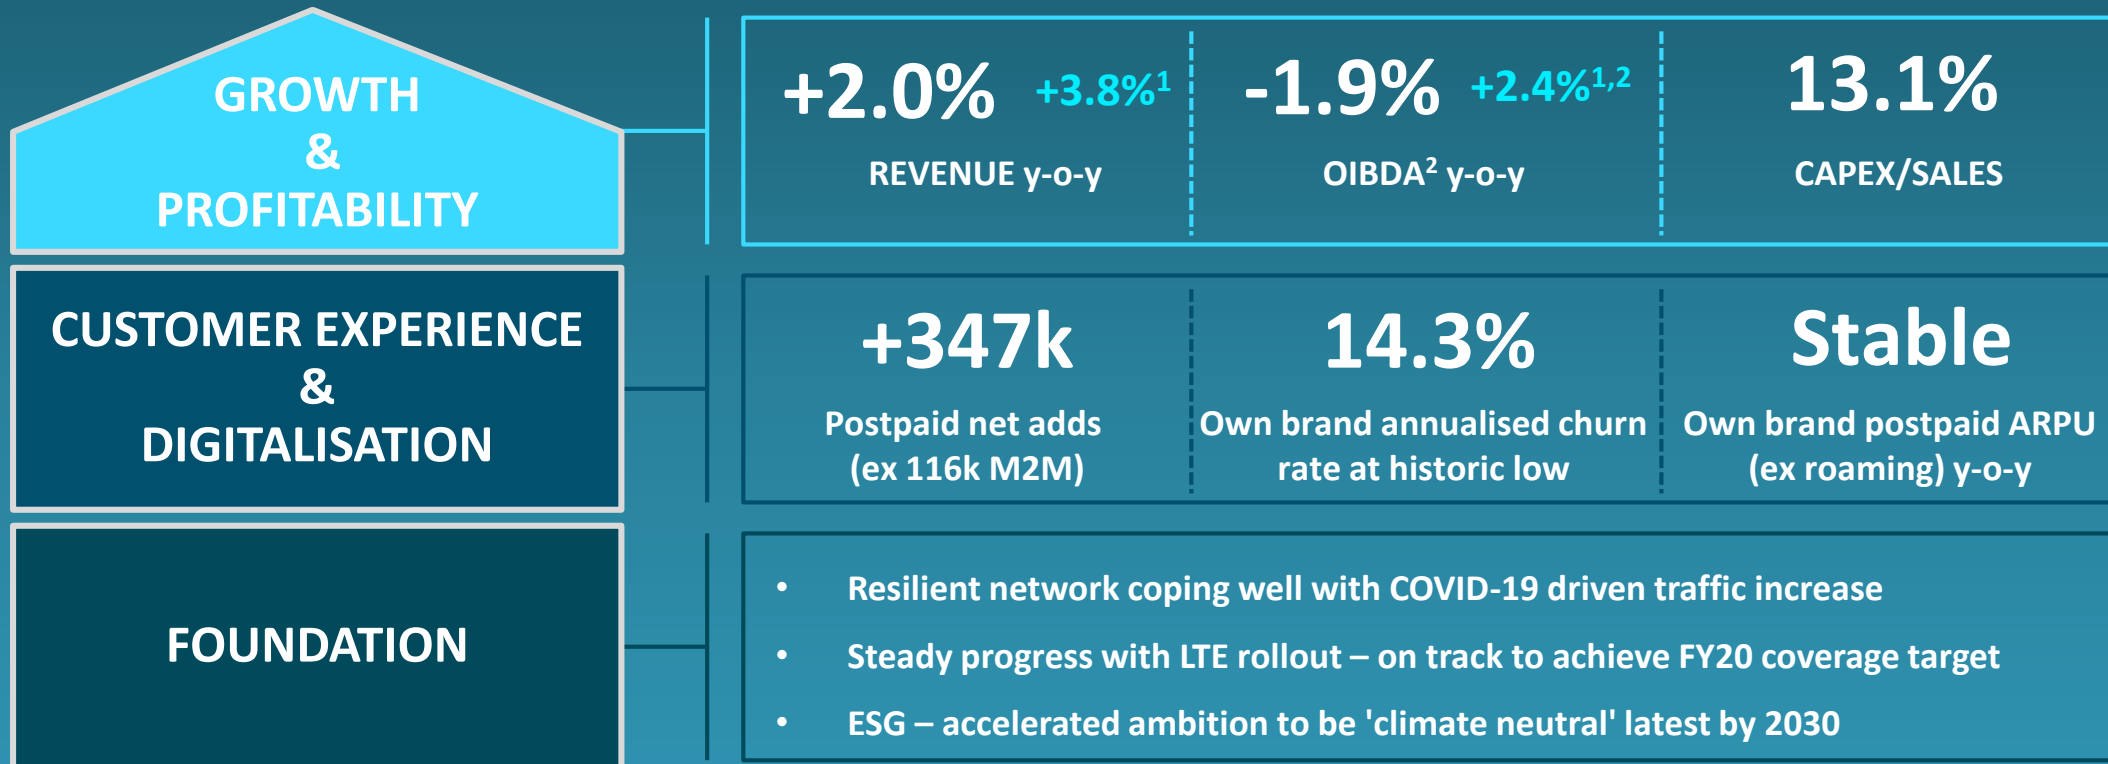 GROWTH
&
PROFITABILITY
+2.0% +3.8%¹
REVENUE y-o-y
-1.9% +2.4%¹,²
OIBDA² y-o-y
13.1%
CAPEX/SALES
CUSTOMER EXPERIENCE
&
DIGITALISATION
+347k
Postpaid net adds
(ex 116k M2M)
14.3%
Own brand annualised churn
rate at historic low
Stable
Own brand postpaid ARPU
(ex roaming) y-o-y
FOUNDATION
• Resilient network coping well with COVID-19 driven traffic increase
• Steady progress with LTE rollout – on track to achieve FY20 coverage target
• ESG – accelerated ambition to be 'climate neutral' latest by 2030